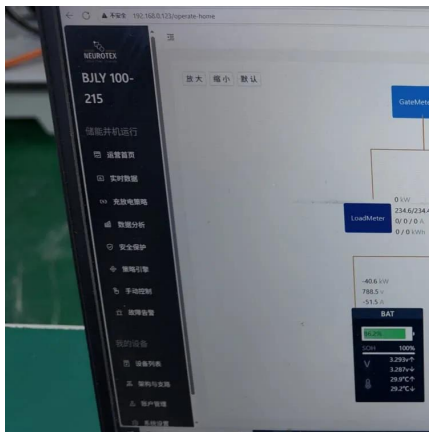 不安全 192.168.0.123/operate-home
NEUROTEX
BJLY 100-
215
储能并机运行
运营首页
实时数据
充放电策略
数据分析
安全保护
策略引擎
手动控制
故障告警
我的设备
设备列表
架构与支路
账户管理
系统设置
放大 缩小 默认
GateMete
LoadMeter
0 kW
234.6/234.4
0/ 0 / 0 A
0 / 0 kWh
-40.6 kW
788.5 V
-51.5 A
BAT
SOH 100%
V 3.293v↑
3.287v↓
29.9℃↑
29.2℃↓